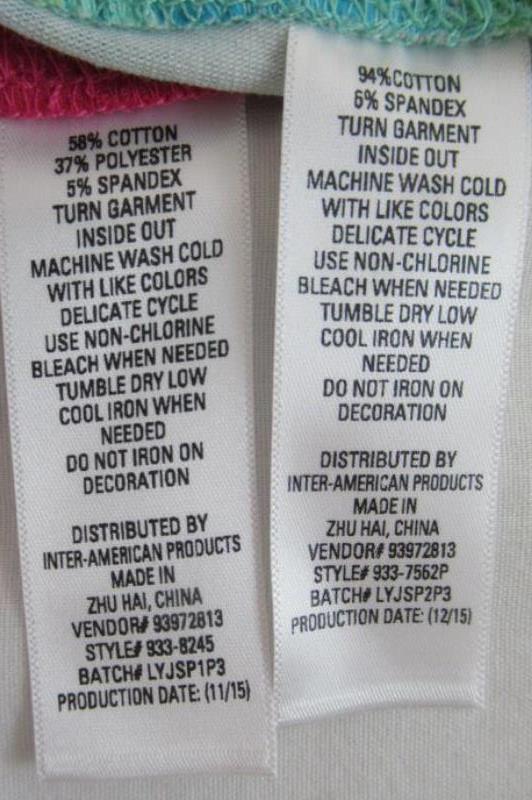 58% COTTON
37% POLYESTER
5% SPANDEX
TURN GARMENT
INSIDE OUT
MACHINE WASH COLD
WITH LIKE COLORS
DELICATE CYCLE
USE NON-CHLORINE
BLEACH WHEN NEEDED
TUMBLE DRY LOW
COOL IRON WHEN
NEEDED
DO NOT IRON ON
DECORATION
DISTRIBUTED BY
INTER-AMERICAN PRODUCTS
MADE IN
ZHU HAI, CHINA
VENDOR# 93972813
STYLE# 933-8245
BATCH# LYJSP1P3
PRODUCTION DATE: (11/15)
94%COTTON
6% SPANDEX
TURN GARMENT
INSIDE OUT
MACHINE WASH COLD
WITH LIKE COLORS
DELICATE CYCLE
USE NON-CHLORINE
BLEACH WHEN NEEDED
TUMBLE DRY LOW
COOL IRON WHEN
NEEDED
DO NOT IRON ON
DECORATION
DISTRIBUTED BY
INTER-AMERICAN PRODUCTS
MADE IN
ZHU HAI, CHINA
VENDOR# 93972813
STYLE# 933-7562P
BATCH# LYJSP2P3
PRODUCTION DATE: (12/15)